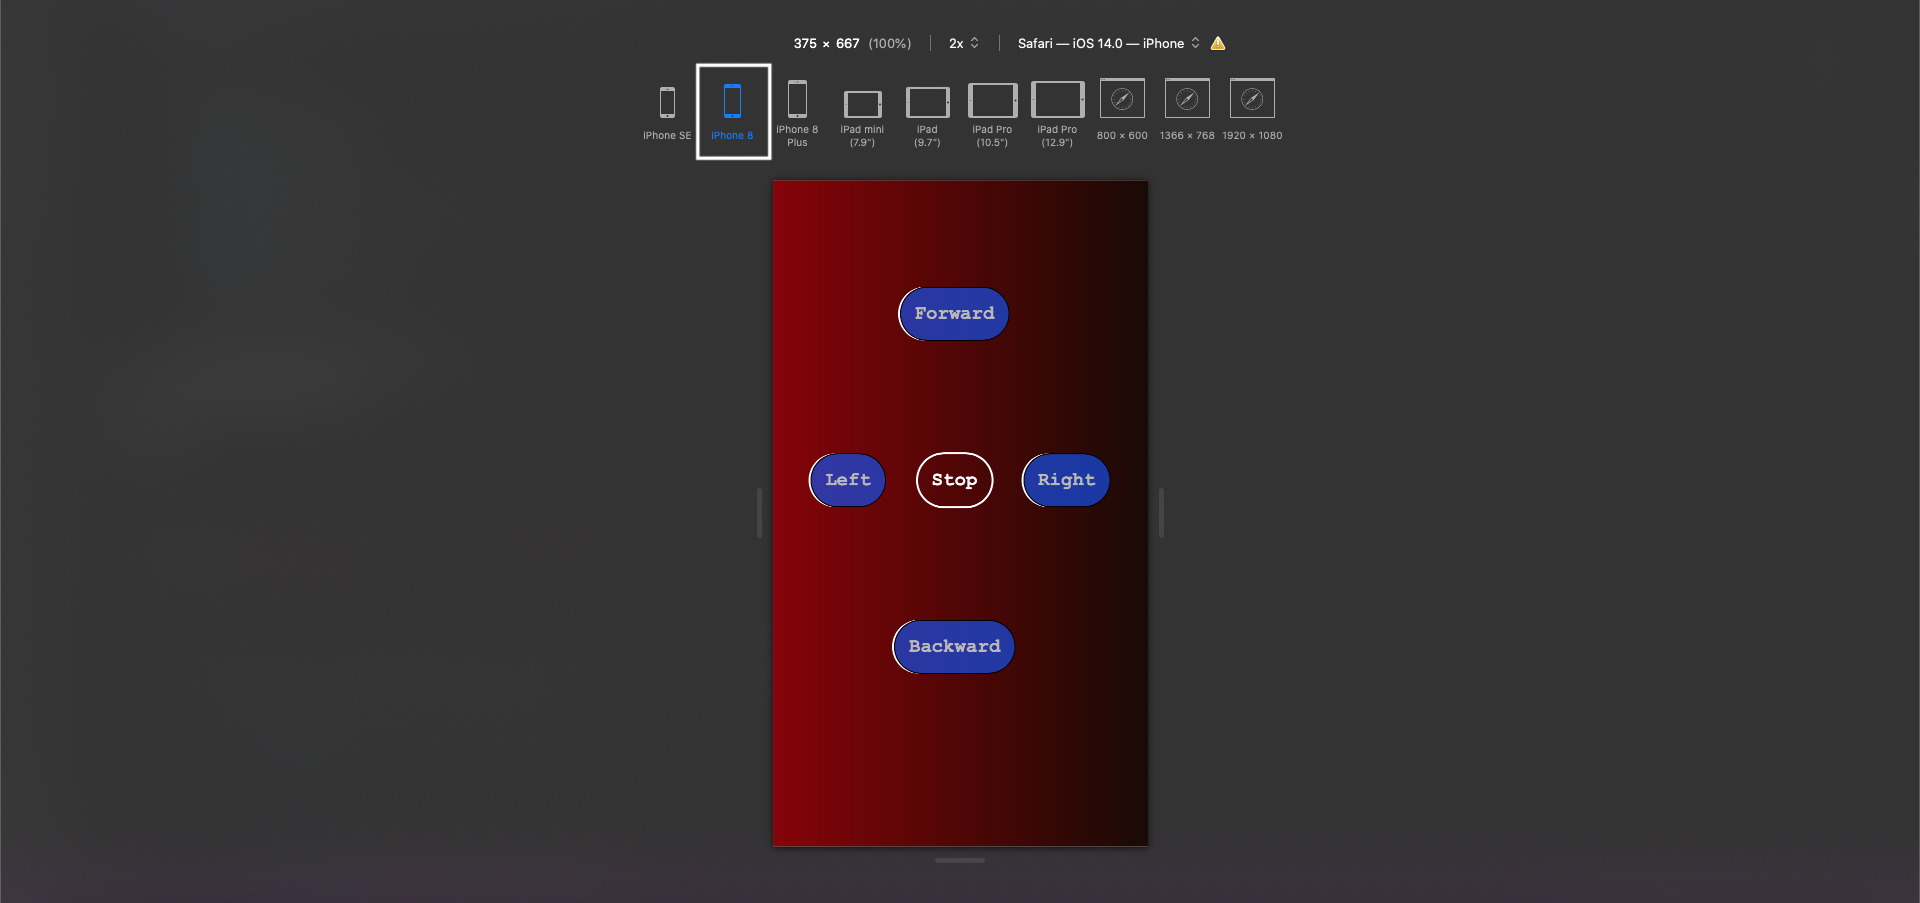 375 × 667 (100%) 2x Safari — iOS 14.0 — iPhone
iPhone SE
iPhone 8
iPhone 8
Plus
iPad mini
(7.9")
iPad
(9.7")
iPad Pro
(10.5")
iPad Pro
(12.9")
800 × 600
1366 × 768
1920 × 1080
Forward
Left
Stop
Right
Backward